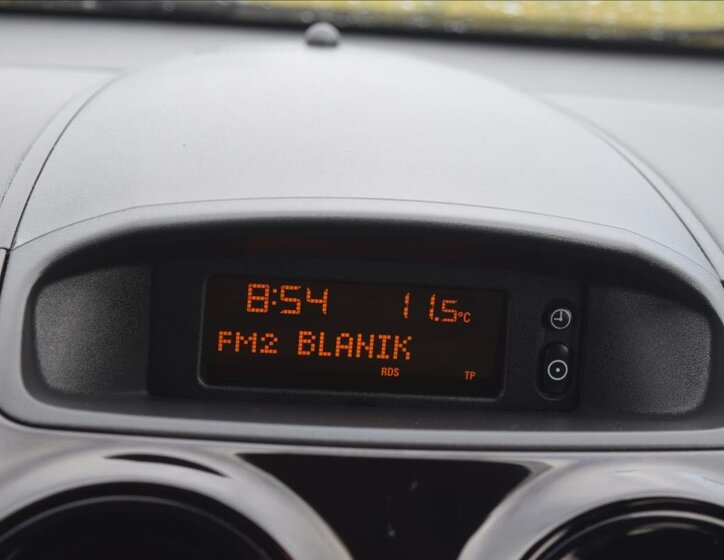 8:54 11.5°C
FM2 BLANIK
RDS TP